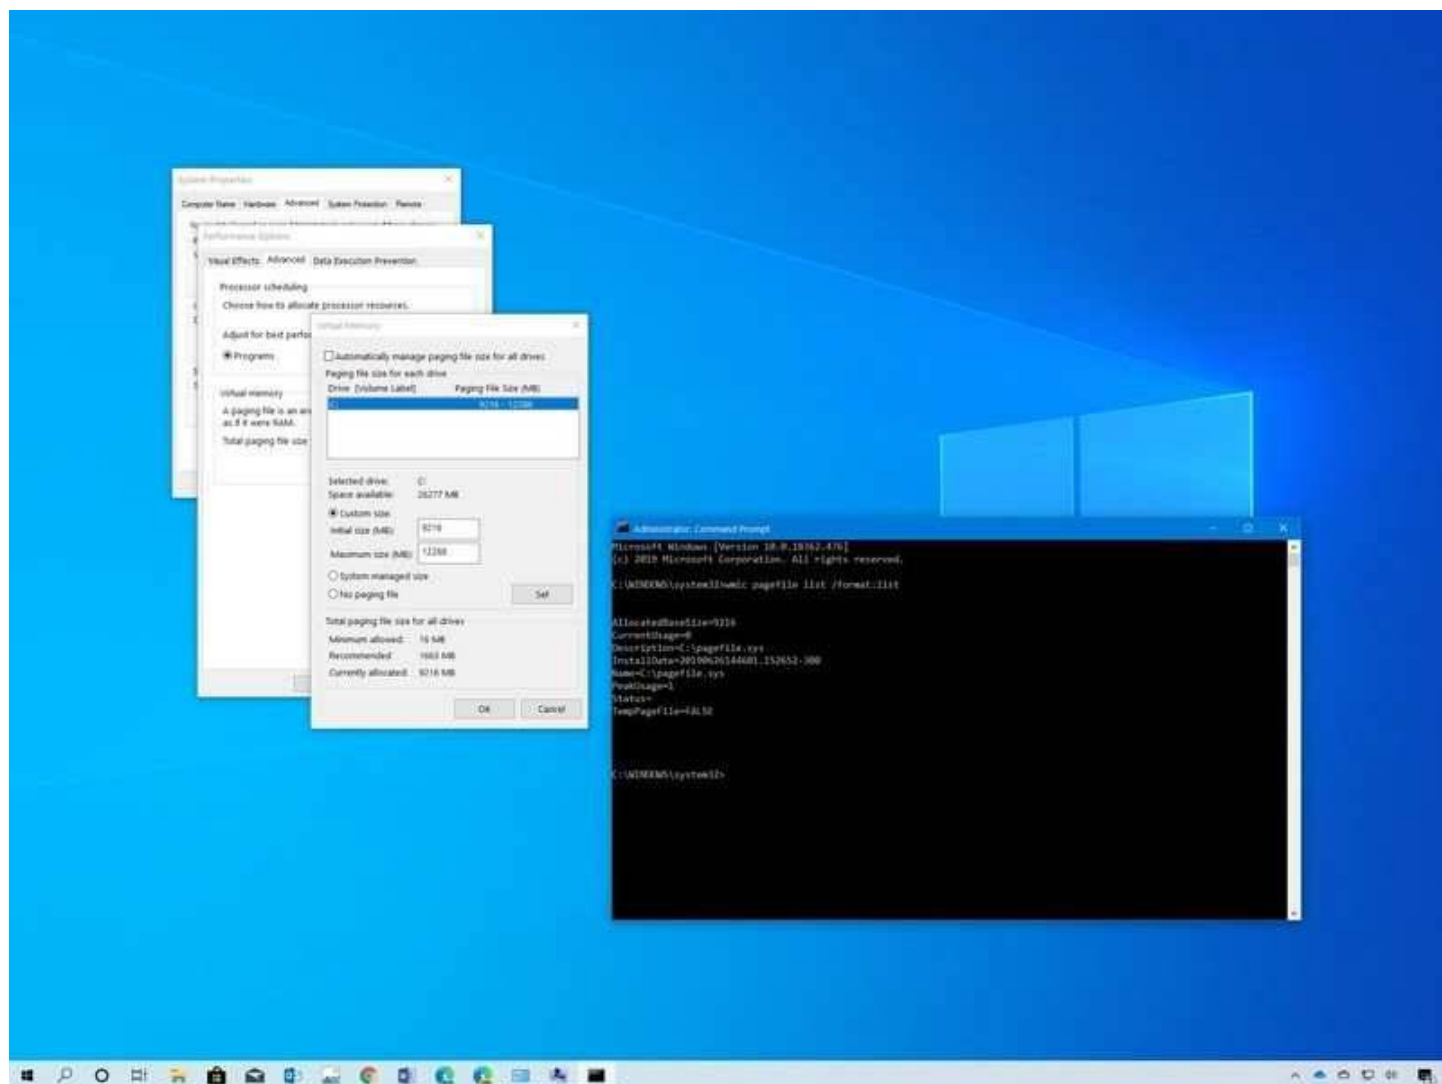 System Properties
Computer Name Hardware Advanced System Protection Remote
Performance Options
Visual Effects Advanced Data Execution Prevention
Processor scheduling
Choose how to allocate processor resources.
Adjust for best perfor
Programs
Virtual memory
A paging file is an are
as if it were RAM.
Total paging file size
Virtual Memory
Automatically manage paging file size for all drives
Paging file size for each drive
Drive [Volume Label] Paging File Size (MB)
C: 9216 - 12288
Selected drive: C:
Space available: 26277 MB
Custom size
Initial size (MB): 9216
Maximum size (MB): 12288
System managed size
No paging file
Set
Total paging file size for all drives
Minimum allowed: 16 MB
Recommended: 1663 MB
Currently allocated: 9216 MB
OK Cancel
Administrator: Command Prompt
Microsoft Windows [Version 10.0.18362.476]
(c) 2019 Microsoft Corporation. All rights reserved.
C:\WINDOWS\system32>wmic pagefile list /format:list
AllocatedBaseSize=9216
CurrentUsage=0
Description=C:\pagefile.sys
InstallDate=20190626144601.152652-300
Name=C:\pagefile.sys
PeakUsage=1
Status=
TempPageFile=FALSE
C:\WINDOWS\system32>